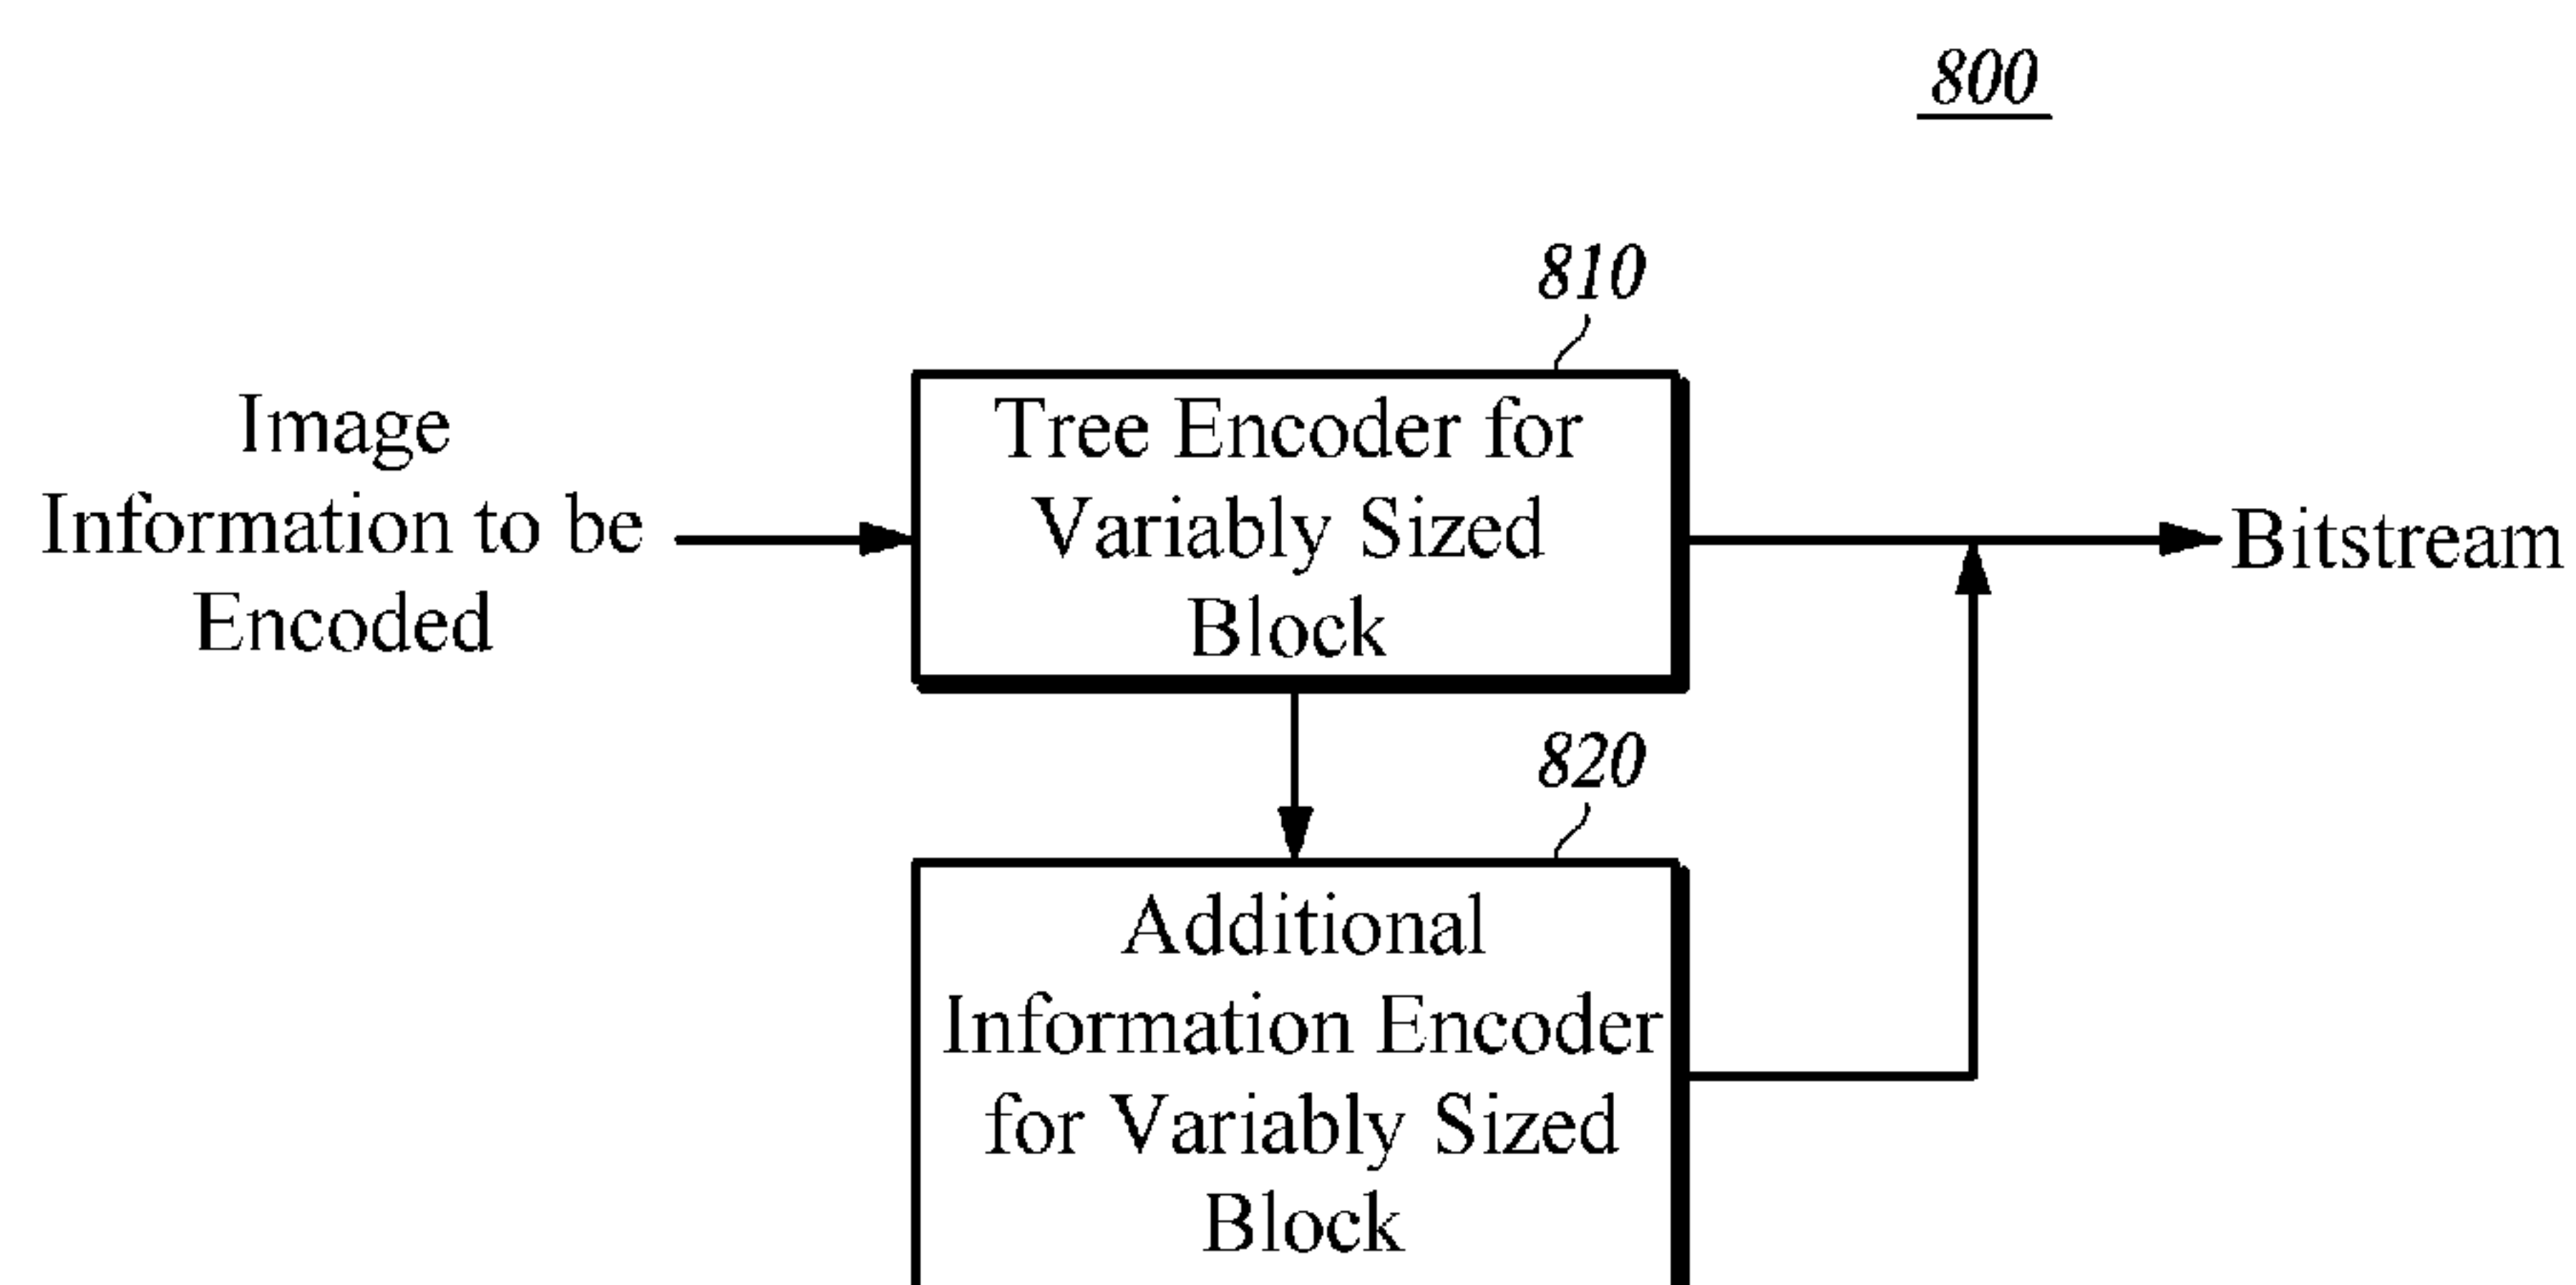 800
810
Image
Information to be
Encoded
Tree Encoder for
Variably Sized
Block
Bitstream
820
Additional
Information Encoder
for Variably Sized
Block